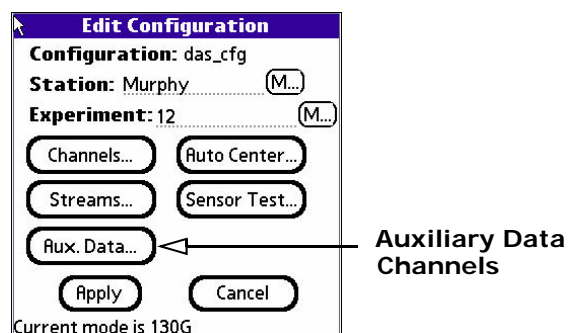 Edit Configuration
Configuration: das_cfg
Station: Murphy (M...)
Experiment: 12 (M...)
Channels... Auto Center...
Streams... Sensor Test...
Aux. Data... Auxiliary Data
Channels
Apply Cancel
Current mode is 130G